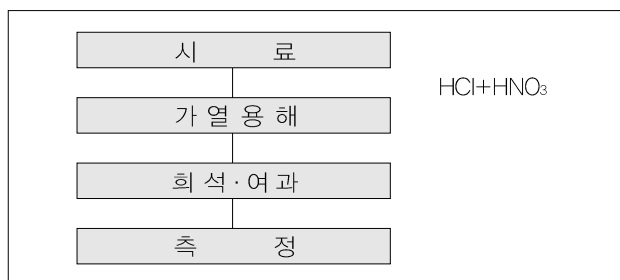 시 료
HCl+HNO₃
가 열 용 해
희 석 · 여 과
측 정